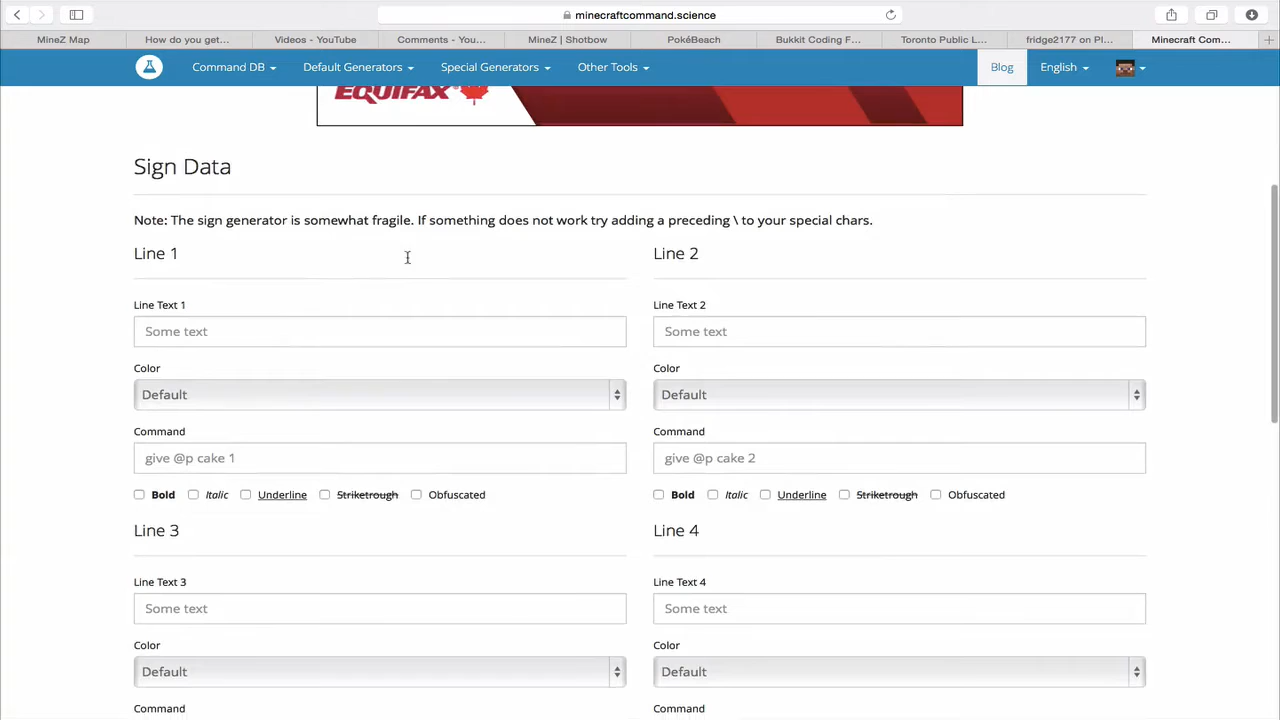 minecraftcommand.science
MineZ Map
How do you get...
Videos - YouTube
Comments - You...
MineZ | Shotbow
PokéBeach
Bukkit Coding F...
Toronto Public L...
fridge2177 on Pl...
Minecraft Com...
Command DB
Default Generators
Special Generators
Other Tools
Blog
English
EQUIFAX
Sign Data
Note: The sign generator is somewhat fragile. If something does not work try adding a preceding \ to your special chars.
Line 1
Line 2
Line Text 1
Line Text 2
Some text
Some text
Color
Color
Default
Default
Command
Command
give @p cake 1
give @p cake 2
Bold Italic Underline Striketrough Obfuscated
Bold Italic Underline Striketrough Obfuscated
Line 3
Line 4
Line Text 3
Line Text 4
Some text
Some text
Color
Color
Default
Default
Command
Command